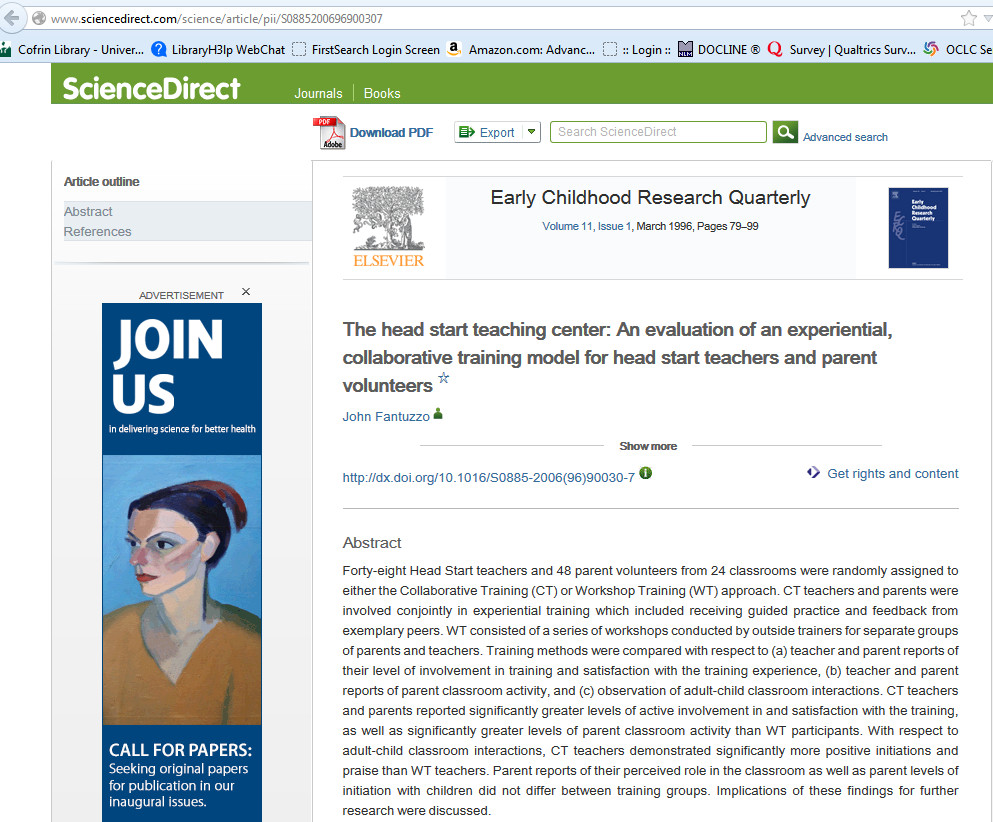 www.sciencedirect.com/science/article/pii/S0885200696900307
Cofrin Library - Univer... LibraryH3lp WebChat FirstSearch Login Screen Amazon.com: Advanc... :: Login :: DOCLINE ® Survey | Qualtrics Surv... OCLC Se
ScienceDirect
Journals Books
Download PDF Export Search ScienceDirect Advanced search
PDF
Adobe
Article outline
Abstract
References
ADVERTISEMENT X
JOIN
US
in delivering science for better health
CALL FOR PAPERS:
Seeking original papers
for publication in our
inaugural issues.
ELSEVIER
Early Childhood Research Quarterly
Volume 11, Issue 1, March 1996, Pages 79–99
Early
Childhood
Research
Quarterly
The head start teaching center: An evaluation of an experiential,
collaborative training model for head start teachers and parent
volunteers ☆
John Fantuzzo
Show more
http://dx.doi.org/10.1016/S0885-2006(96)90030-7
Get rights and content
Abstract
Forty-eight Head Start teachers and 48 parent volunteers from 24 classrooms were randomly assigned to
either the Collaborative Training (CT) or Workshop Training (WT) approach. CT teachers and parents were
involved conjointly in experiential training which included receiving guided practice and feedback from
exemplary peers. WT consisted of a series of workshops conducted by outside trainers for separate groups
of parents and teachers. Training methods were compared with respect to (a) teacher and parent reports of
their level of involvement in training and satisfaction with the training experience, (b) teacher and parent
reports of parent classroom activity, and (c) observation of adult-child classroom interactions. CT teachers
and parents reported significantly greater levels of active involvement in and satisfaction with the training,
as well as significantly greater levels of parent classroom activity than WT participants. With respect to
adult-child classroom interactions, CT teachers demonstrated significantly more positive initiations and
praise than WT teachers. Parent reports of their perceived role in the classroom as well as parent levels of
initiation with children did not differ between training groups. Implications of these findings for further
research were discussed.